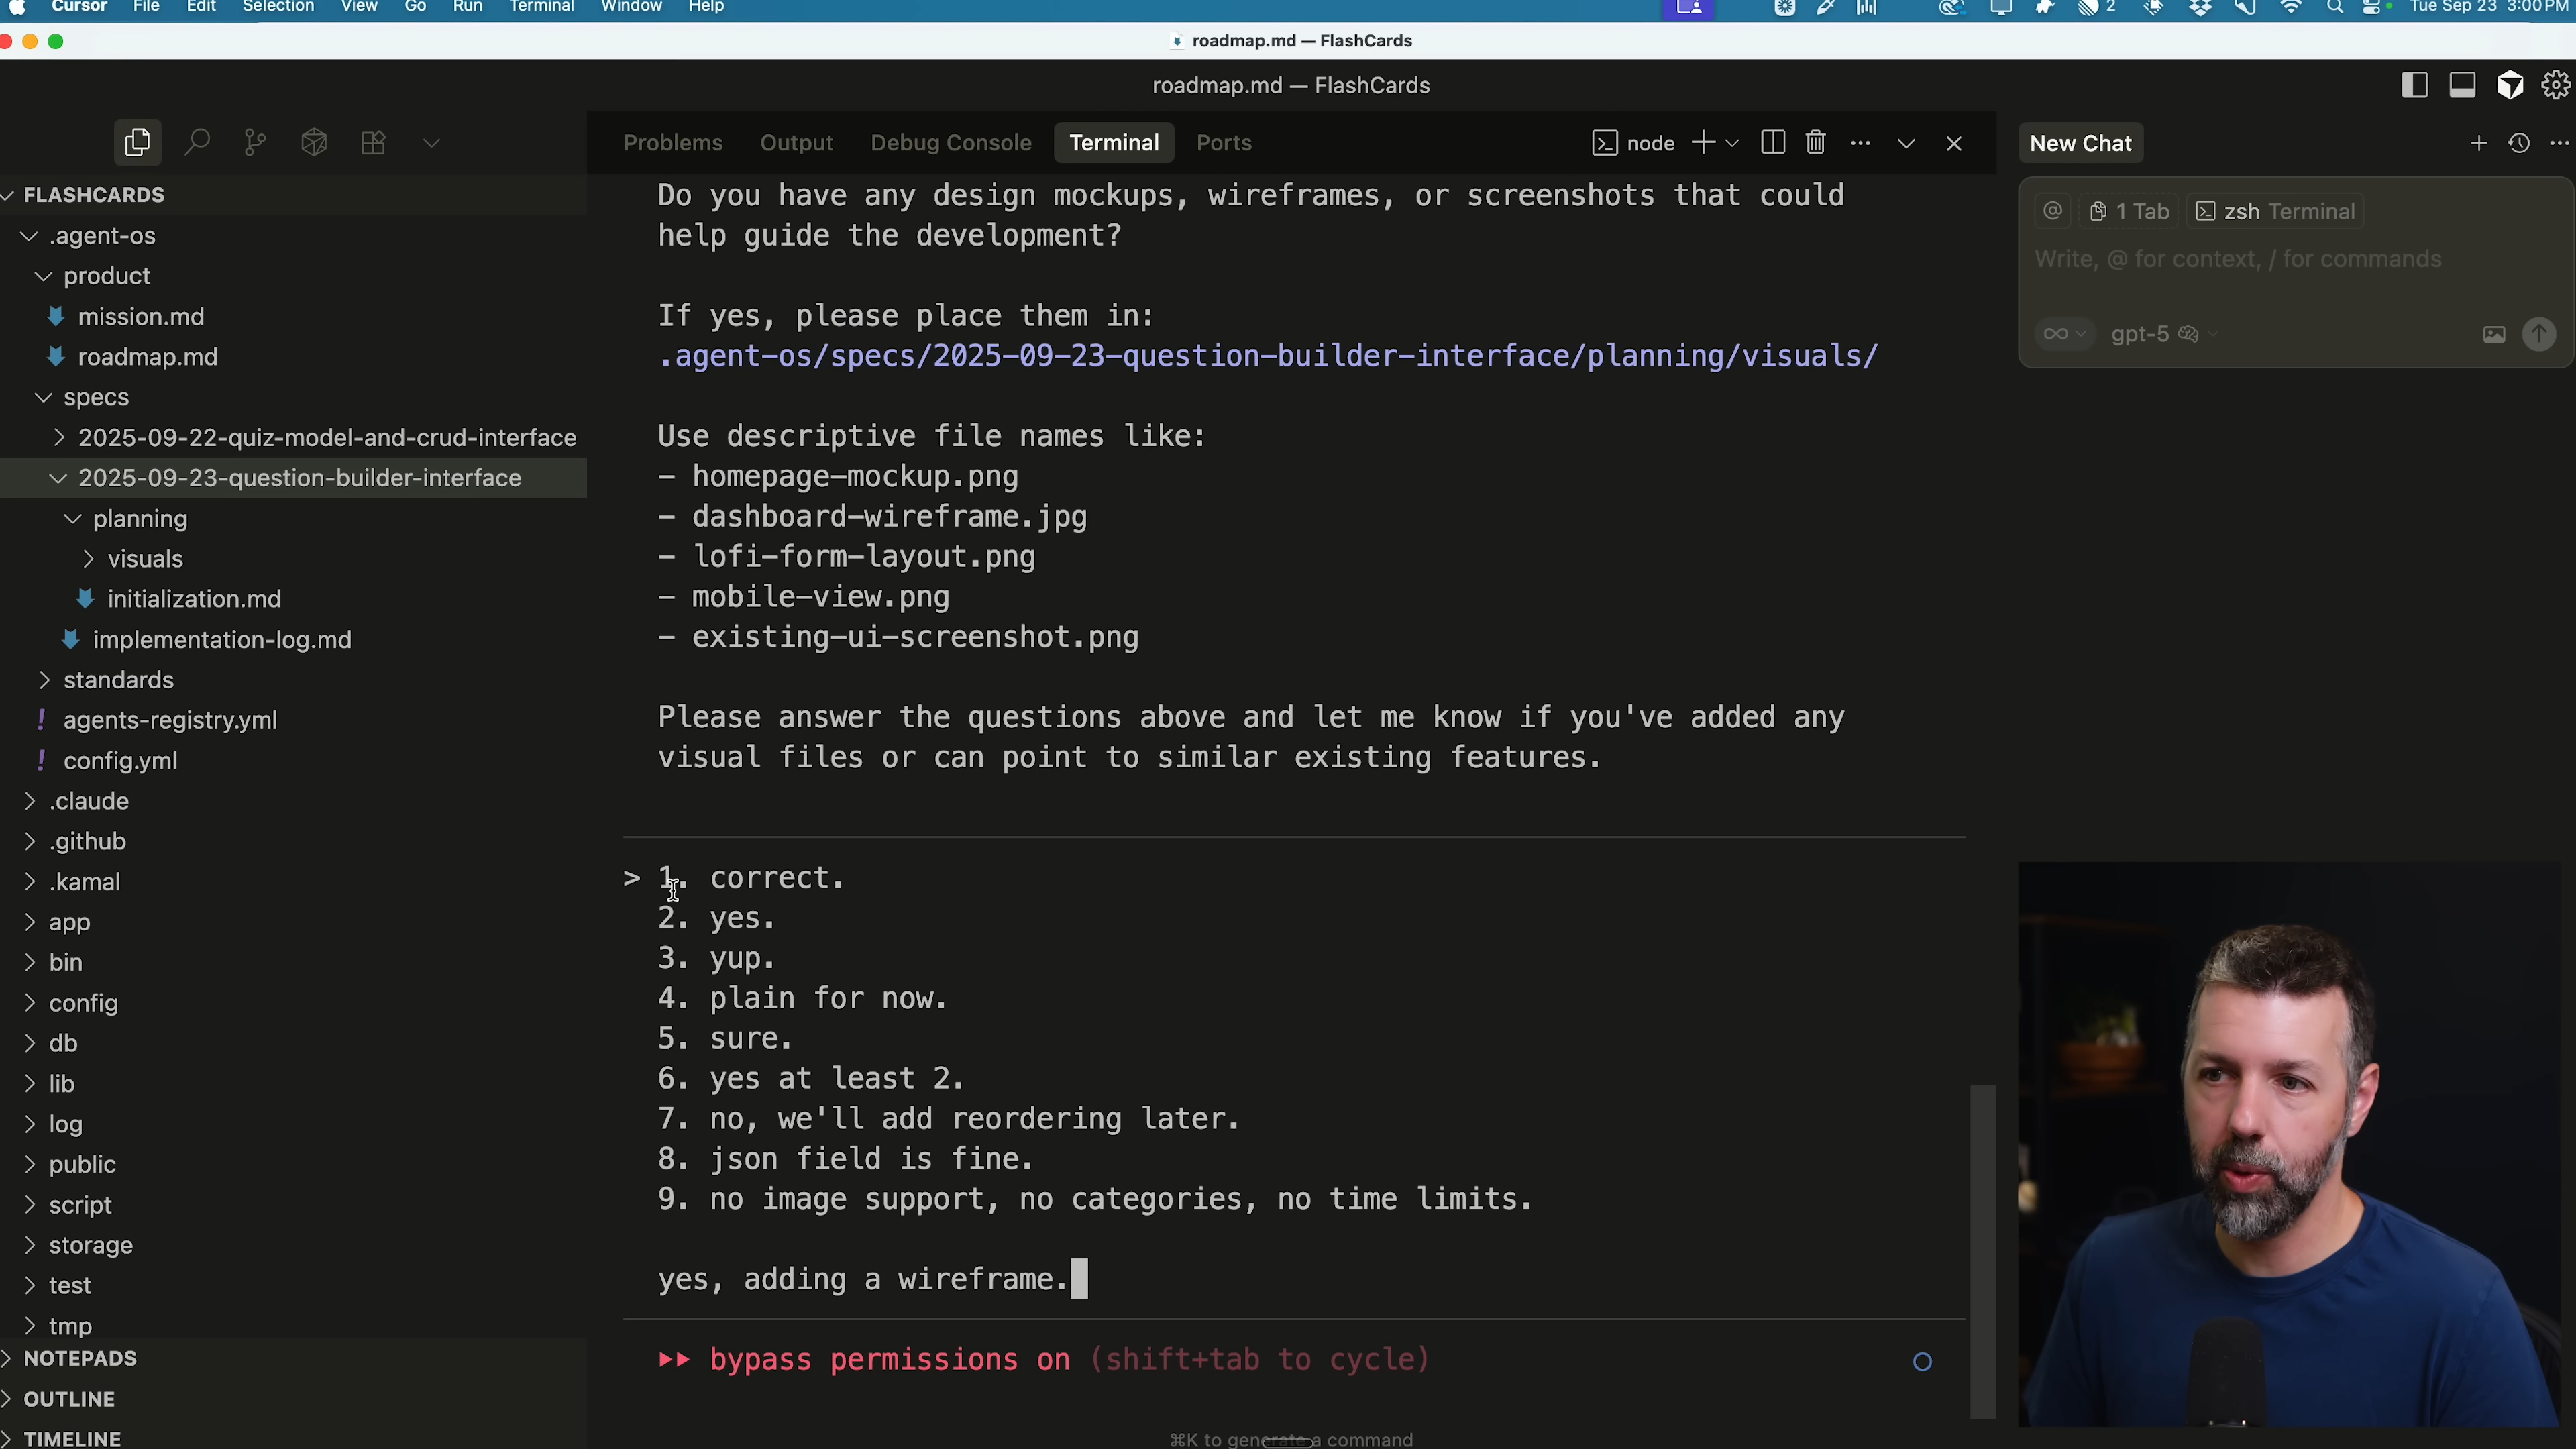 Cursor File Edit Selection View Go Run Terminal Window Help
2 Tue Sep 23 3:00 PM
roadmap.md — FlashCards
roadmap.md — FlashCards
FLASHCARDS
.agent-os
product
mission.md
roadmap.md
specs
2025-09-22-quiz-model-and-crud-interface
2025-09-23-question-builder-interface
planning
visuals
initialization.md
implementation-log.md
standards
! agents-registry.yml
! config.yml
.claude
.github
.kamal
app
bin
config
db
lib
log
public
script
storage
test
tmp
NOTEPADS
OUTLINE
TIMELINE
Problems Output Debug Console Terminal Ports
node
Do you have any design mockups, wireframes, or screenshots that could
help guide the development?
If yes, please place them in:
.agent-os/specs/2025-09-23-question-builder-interface/planning/visuals/
Use descriptive file names like:
- homepage-mockup.png
- dashboard-wireframe.jpg
- lofi-form-layout.png
- mobile-view.png
- existing-ui-screenshot.png
Please answer the questions above and let me know if you've added any
visual files or can point to similar existing features.
> 1. correct.
2. yes.
3. yup.
4. plain for now.
5. sure.
6. yes at least 2.
7. no, we'll add reordering later.
8. json field is fine.
9. no image support, no categories, no time limits.
yes, adding a wireframe.
bypass permissions on (shift+tab to cycle)
⌘K to generate a command
New Chat
@ 1 Tab zsh Terminal
Write, @ for context, / for commands
∞ gpt-5